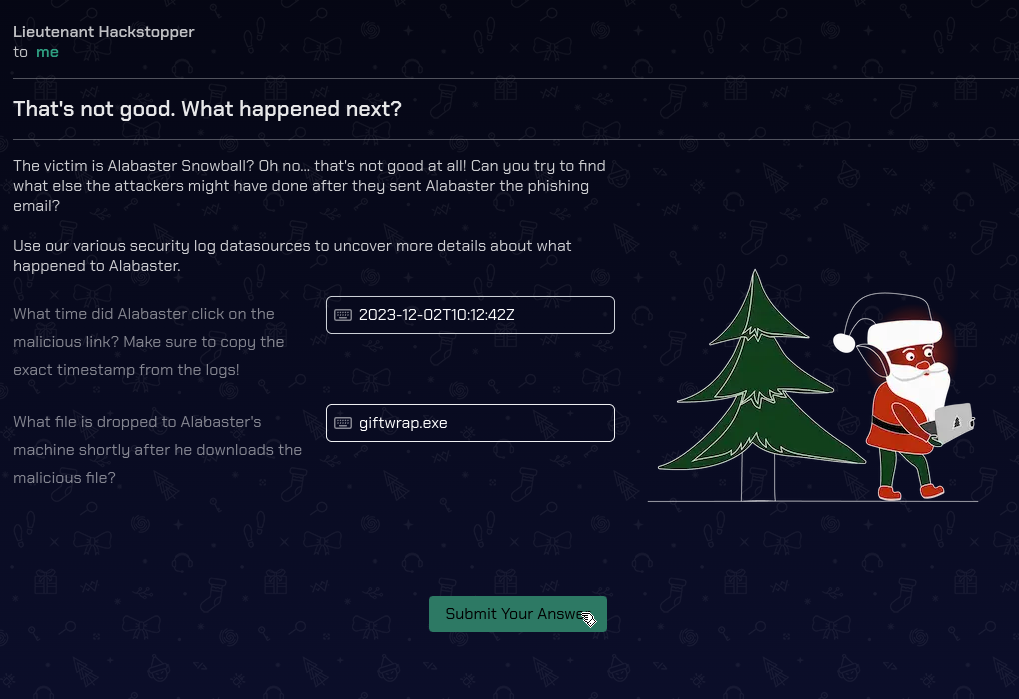 Lieutenant Hackstopper
to me
That's not good. What happened next?
The victim is Alabaster Snowball? Oh no... that's not good at all! Can you try to find
what else the attackers might have done after they sent Alabaster the phishing
email?
Use our various security log datasources to uncover more details about what
happened to Alabaster.
What time did Alabaster click on the
malicious link? Make sure to copy the
exact timestamp from the logs!
2023-12-02T10:12:42Z
What file is dropped to Alabaster's
machine shortly after he downloads the
malicious file?
giftwrap.exe
Submit Your Answer